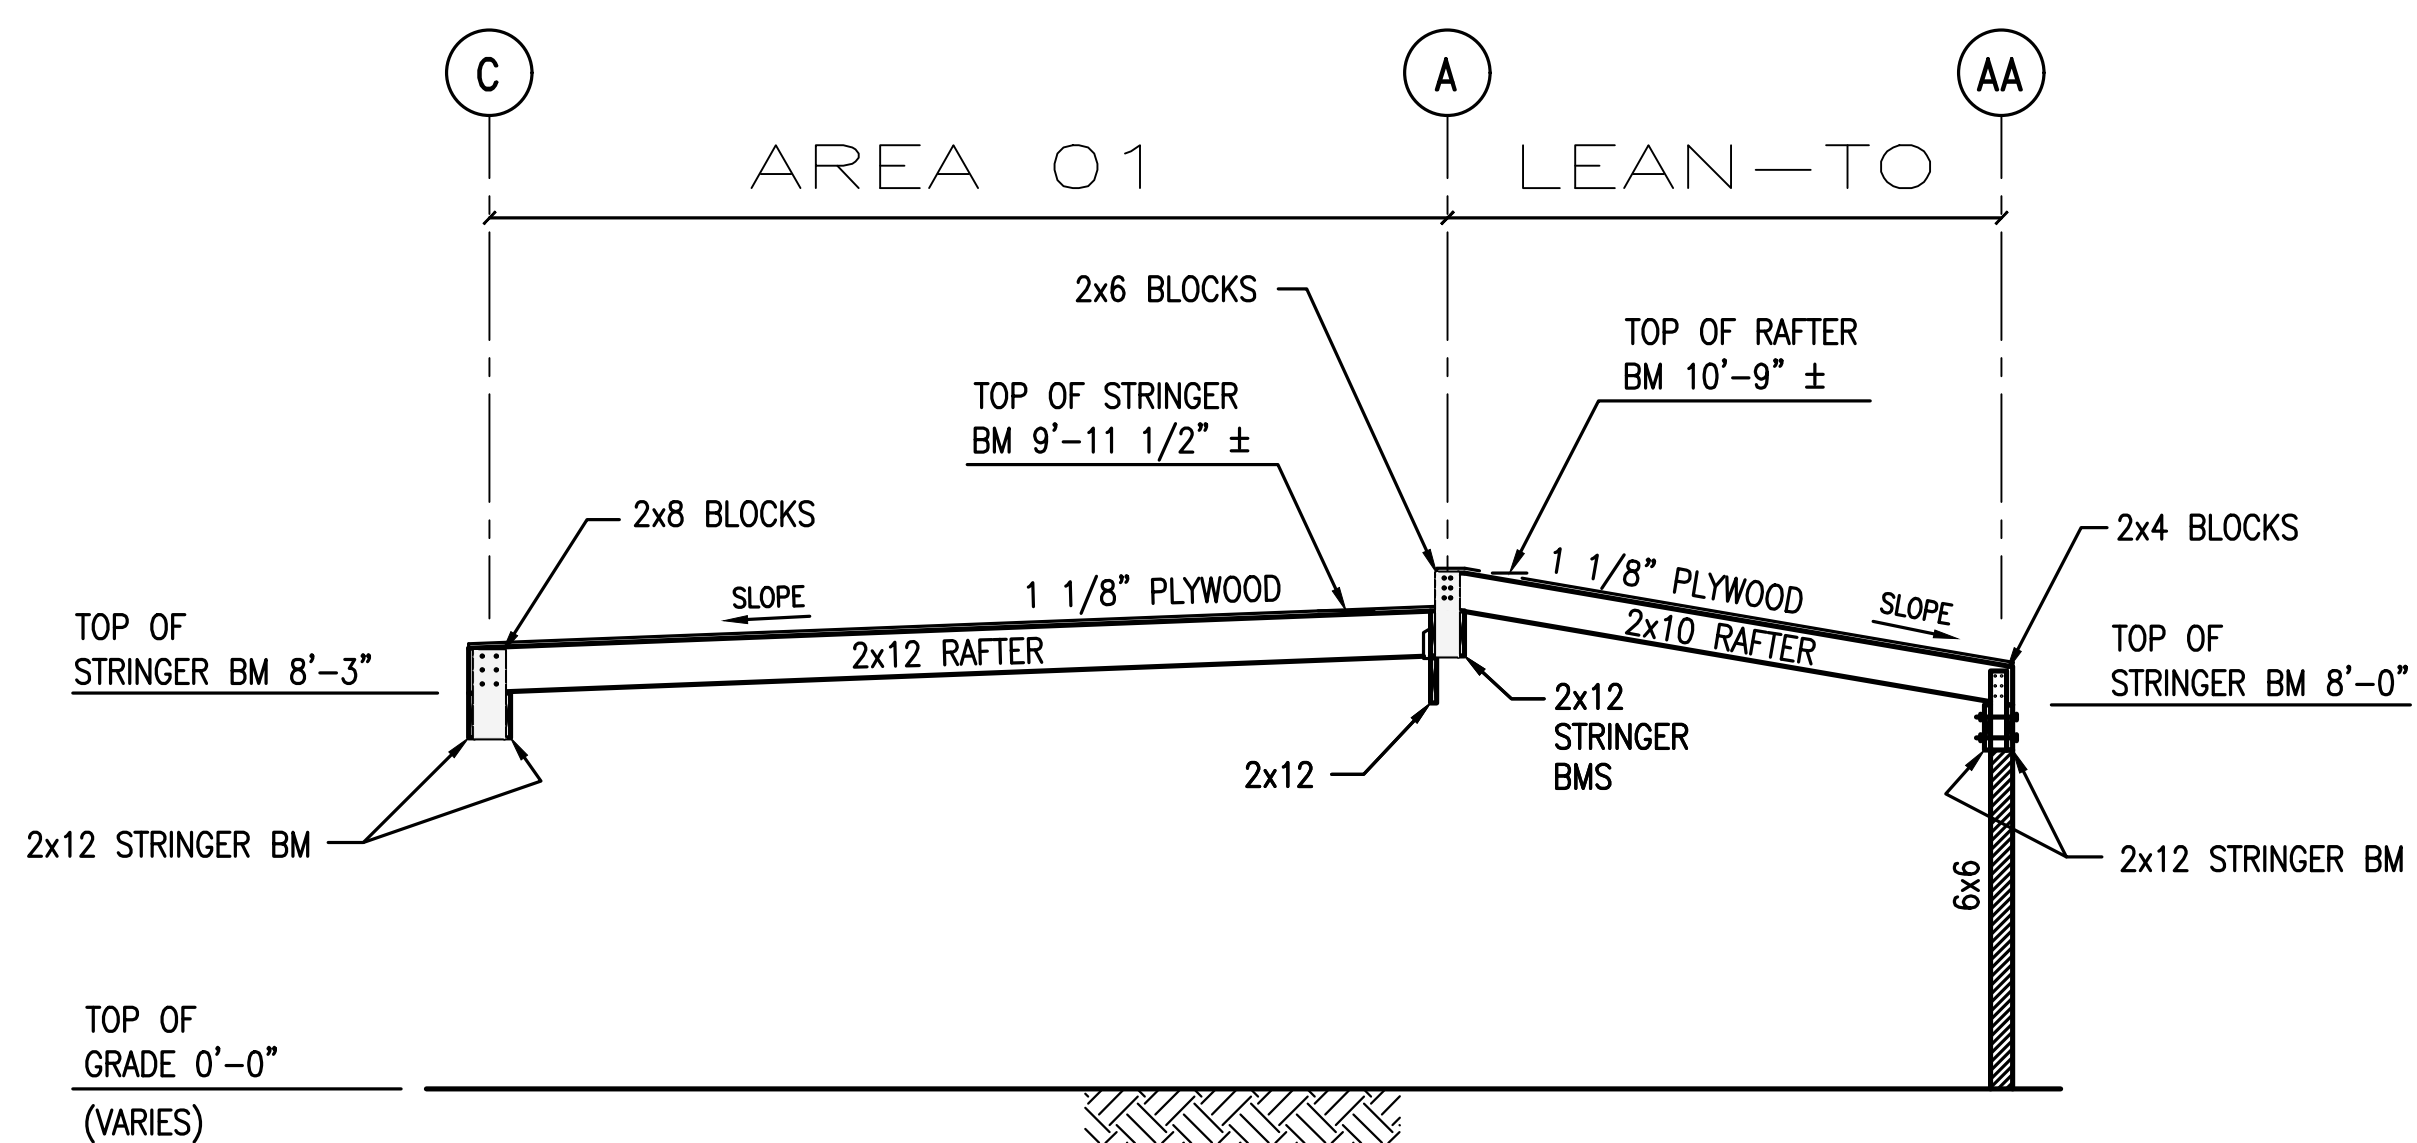 C
A
AA
AREA 01
LEAN-TO
2x6 BLOCKS
TOP OF RAFTER
BM 10'-9" ±
TOP OF STRINGER
BM 9'-11 1/2" ±
2x8 BLOCKS
2x4 BLOCKS
SLOPE
1 1/8" PLYWOOD
1 1/8" PLYWOOD
SLOPE
TOP OF
STRINGER BM 8'-3"
2x12 RAFTER
2x10 RAFTER
TOP OF
STRINGER BM 8'-0"
2x12
STRINGER
BMS
2x12
2x12 STRINGER BM
2x12 STRINGER BM
6x6
TOP OF
GRADE 0'-0"
(VARIES)